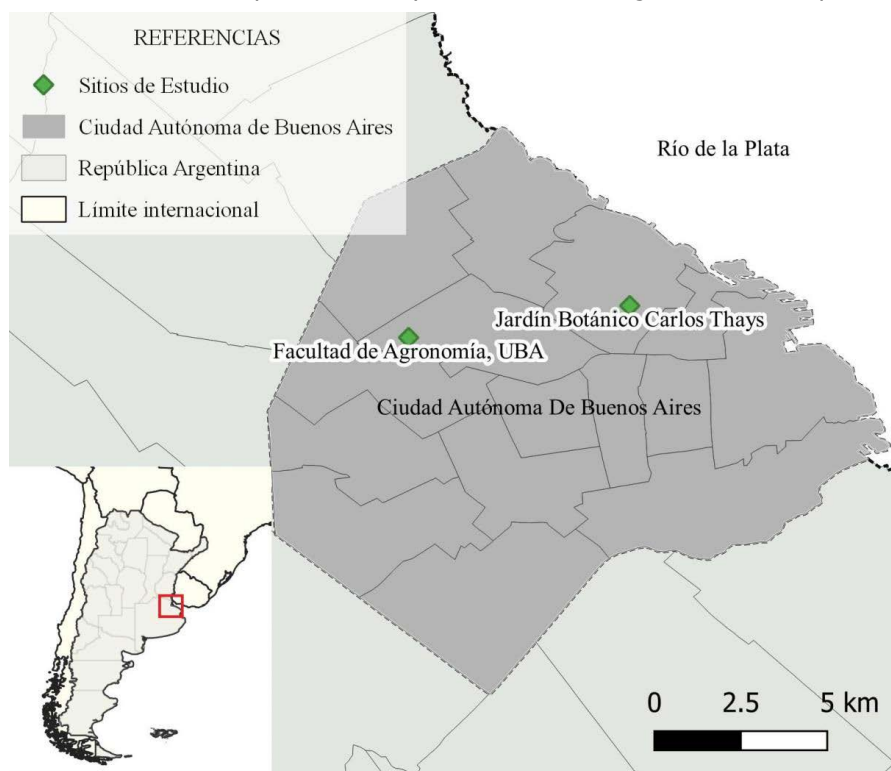 REFERENCIAS
Sitios de Estudio
Ciudad Autónoma de Buenos Aires
República Argentina
Límite internacional
Río de la Plata
Jardín Botánico Carlos Thays
Facultad de Agronomía, UBA
Ciudad Autónoma De Buenos Aires
0 2.5 5 km